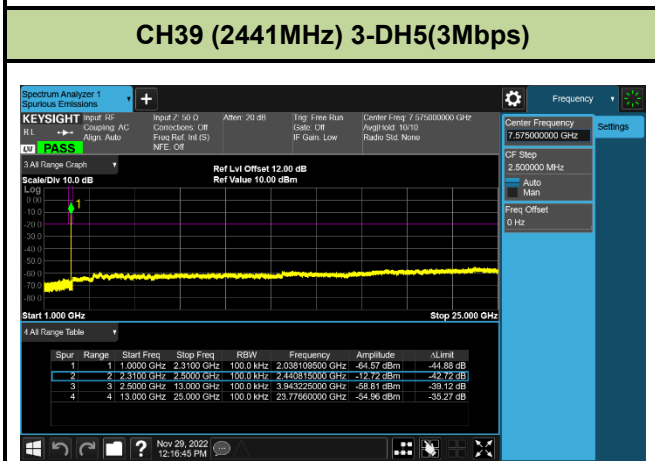 CH39 (2441MHz) 3-DH5(3Mbps)
Spectrum Analyzer 1
Spurious Emissions
+
Frequency
KEYSIGHT Input: RF Input Z: 50 Ω Atten: 20 dB Trig: Free Run Center Freq: 7.575000000 GHz
RL Coupling: AC Corrections: Off Gate: Off Avg|Hold: 10/10
Align: Auto Freq Ref: Int (S) IF Gain: Low Radio Std: None
LV PASS NFE: Off
Center Frequency
7.575000000 GHz
Settings
CF Step
2.500000 MHz
Auto
Man
Freq Offset
0 Hz
3 All Range Graph
Ref Lvl Offset 12.00 dB
Scale/Div 10.0 dB Ref Value 10.00 dBm
Log
0.00
1
-10.0
-20.0
-30.0
-40.0
-50.0
-60.0
-70.0
-80.0
Start 1.000 GHz Stop 25.000 GHz
4 All Range Table
Spur Range Start Freq Stop Freq RBW Frequency Amplitude ΔLimit
1 1 1.0000 GHz 2.3100 GHz 100.0 kHz 2.038109500 GHz -64.57 dBm -44.88 dB
2 2 2.3100 GHz 2.5000 GHz 100.0 kHz 2.440815000 GHz -12.72 dBm -42.72 dB
3 3 2.5000 GHz 13.000 GHz 100.0 kHz 3.943225000 GHz -58.81 dBm -39.12 dB
4 4 13.000 GHz 25.000 GHz 100.0 kHz 23.77660000 GHz -54.96 dBm -35.27 dB
?
Nov 29, 2022
12:16:45 PM